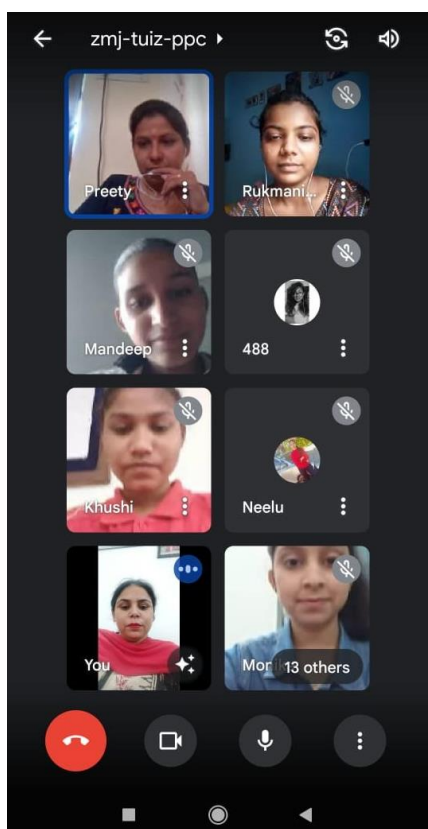 zmj-tuiz-ppc
Preety
Rukmani...
Mandeep
488
Khushi
Neelu
You
13 others